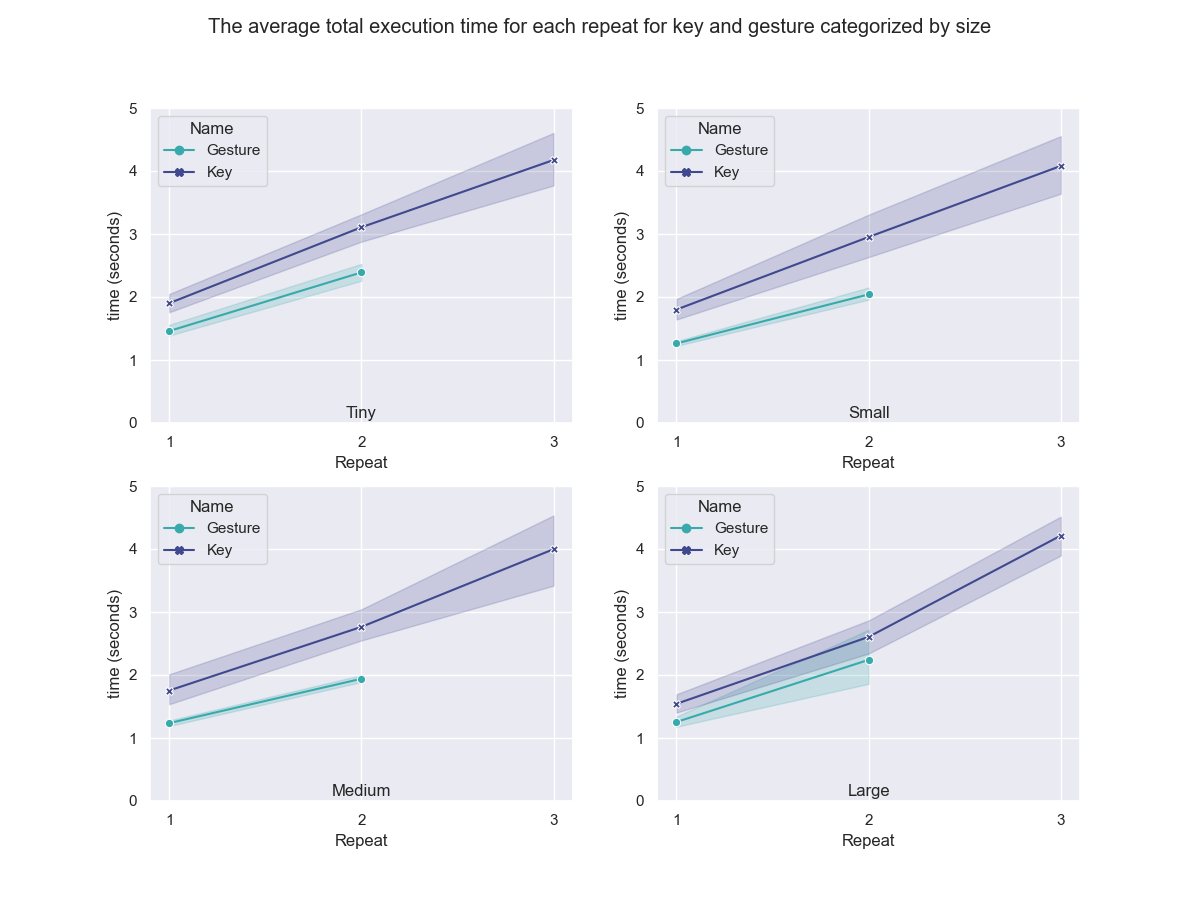 The average total execution time for each repeat for key and gesture categorized by size
5
4
3
2
1
0
time (seconds)
Name
Gesture
Key
Tiny
1 2 3
Repeat
5
4
3
2
1
0
time (seconds)
Name
Gesture
Key
Small
1 2 3
Repeat
5
4
3
2
1
0
time (seconds)
Name
Gesture
Key
Medium
1 2 3
Repeat
5
4
3
2
1
0
time (seconds)
Name
Gesture
Key
Large
1 2 3
Repeat